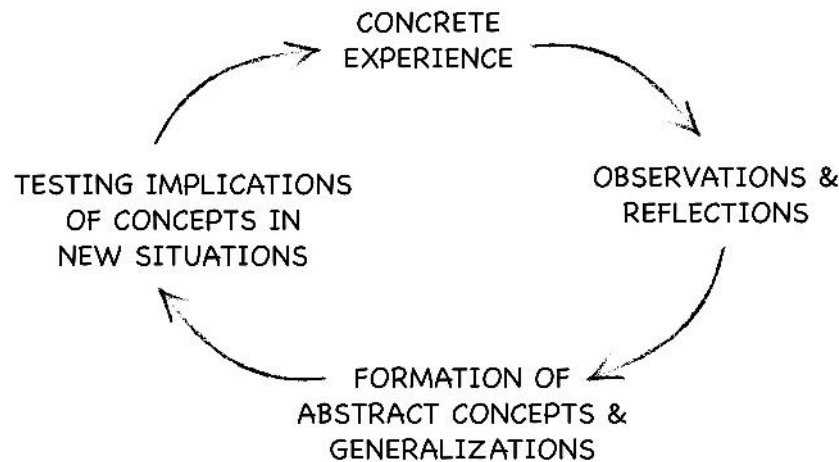 CONCRETE
EXPERIENCE
OBSERVATIONS &
REFLECTIONS
FORMATION OF
ABSTRACT CONCEPTS &
GENERALIZATIONS
TESTING IMPLICATIONS
OF CONCEPTS IN
NEW SITUATIONS